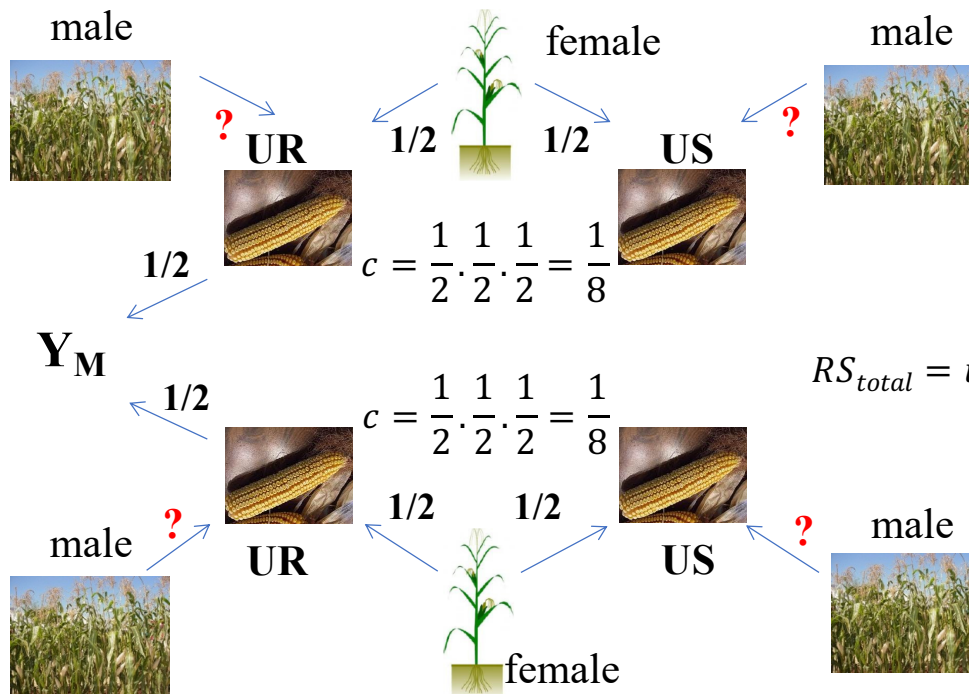 male
female
male
?
UR
1/2
1/2
US
?
1/2
c = 1/2 . 1/2 . 1/2 = 1/8
Y_M
RS_total =
1/2
c = 1/2 . 1/2 . 1/2 = 1/8
male
?
1/2
1/2
?
male
UR
US
female